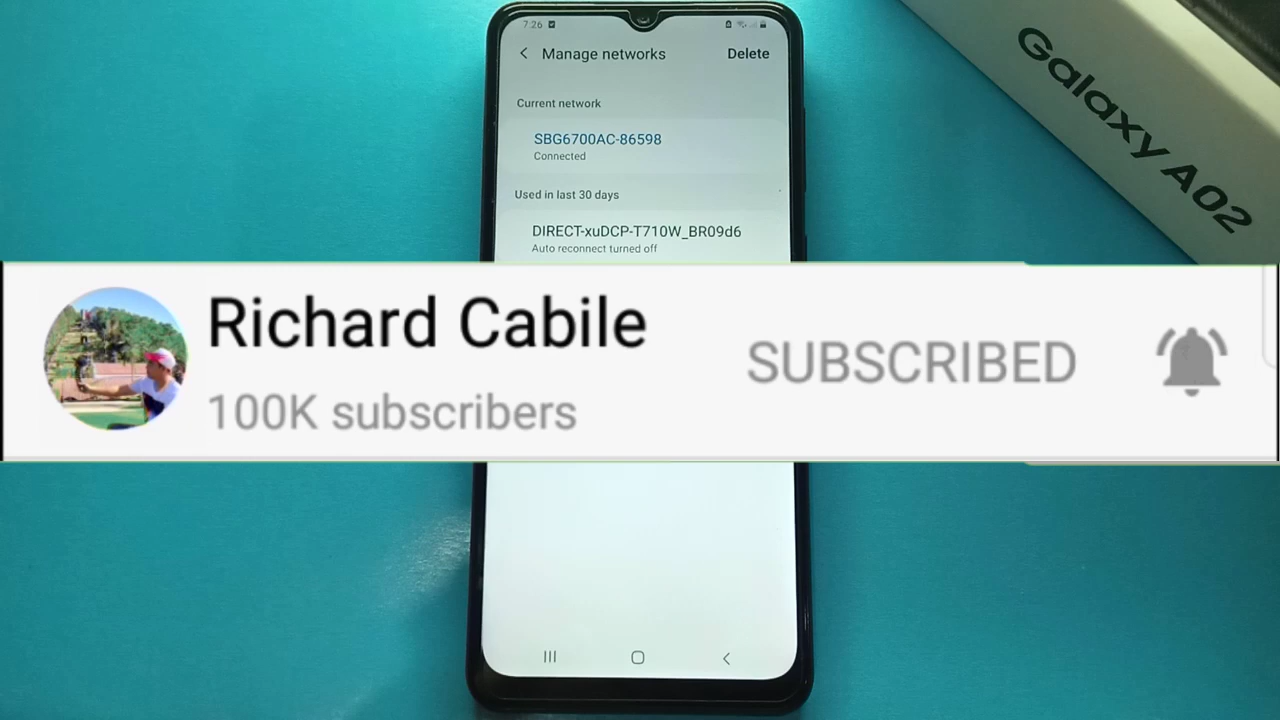 7:26
Manage networks
Delete
Current network
SBG6700AC-86598
Connected
Used in last 30 days
DIRECT-xuDCP-T710W_BR09d6
Auto reconnect turned off
Galaxy A02
Richard Cabile
100K subscribers
SUBSCRIBED